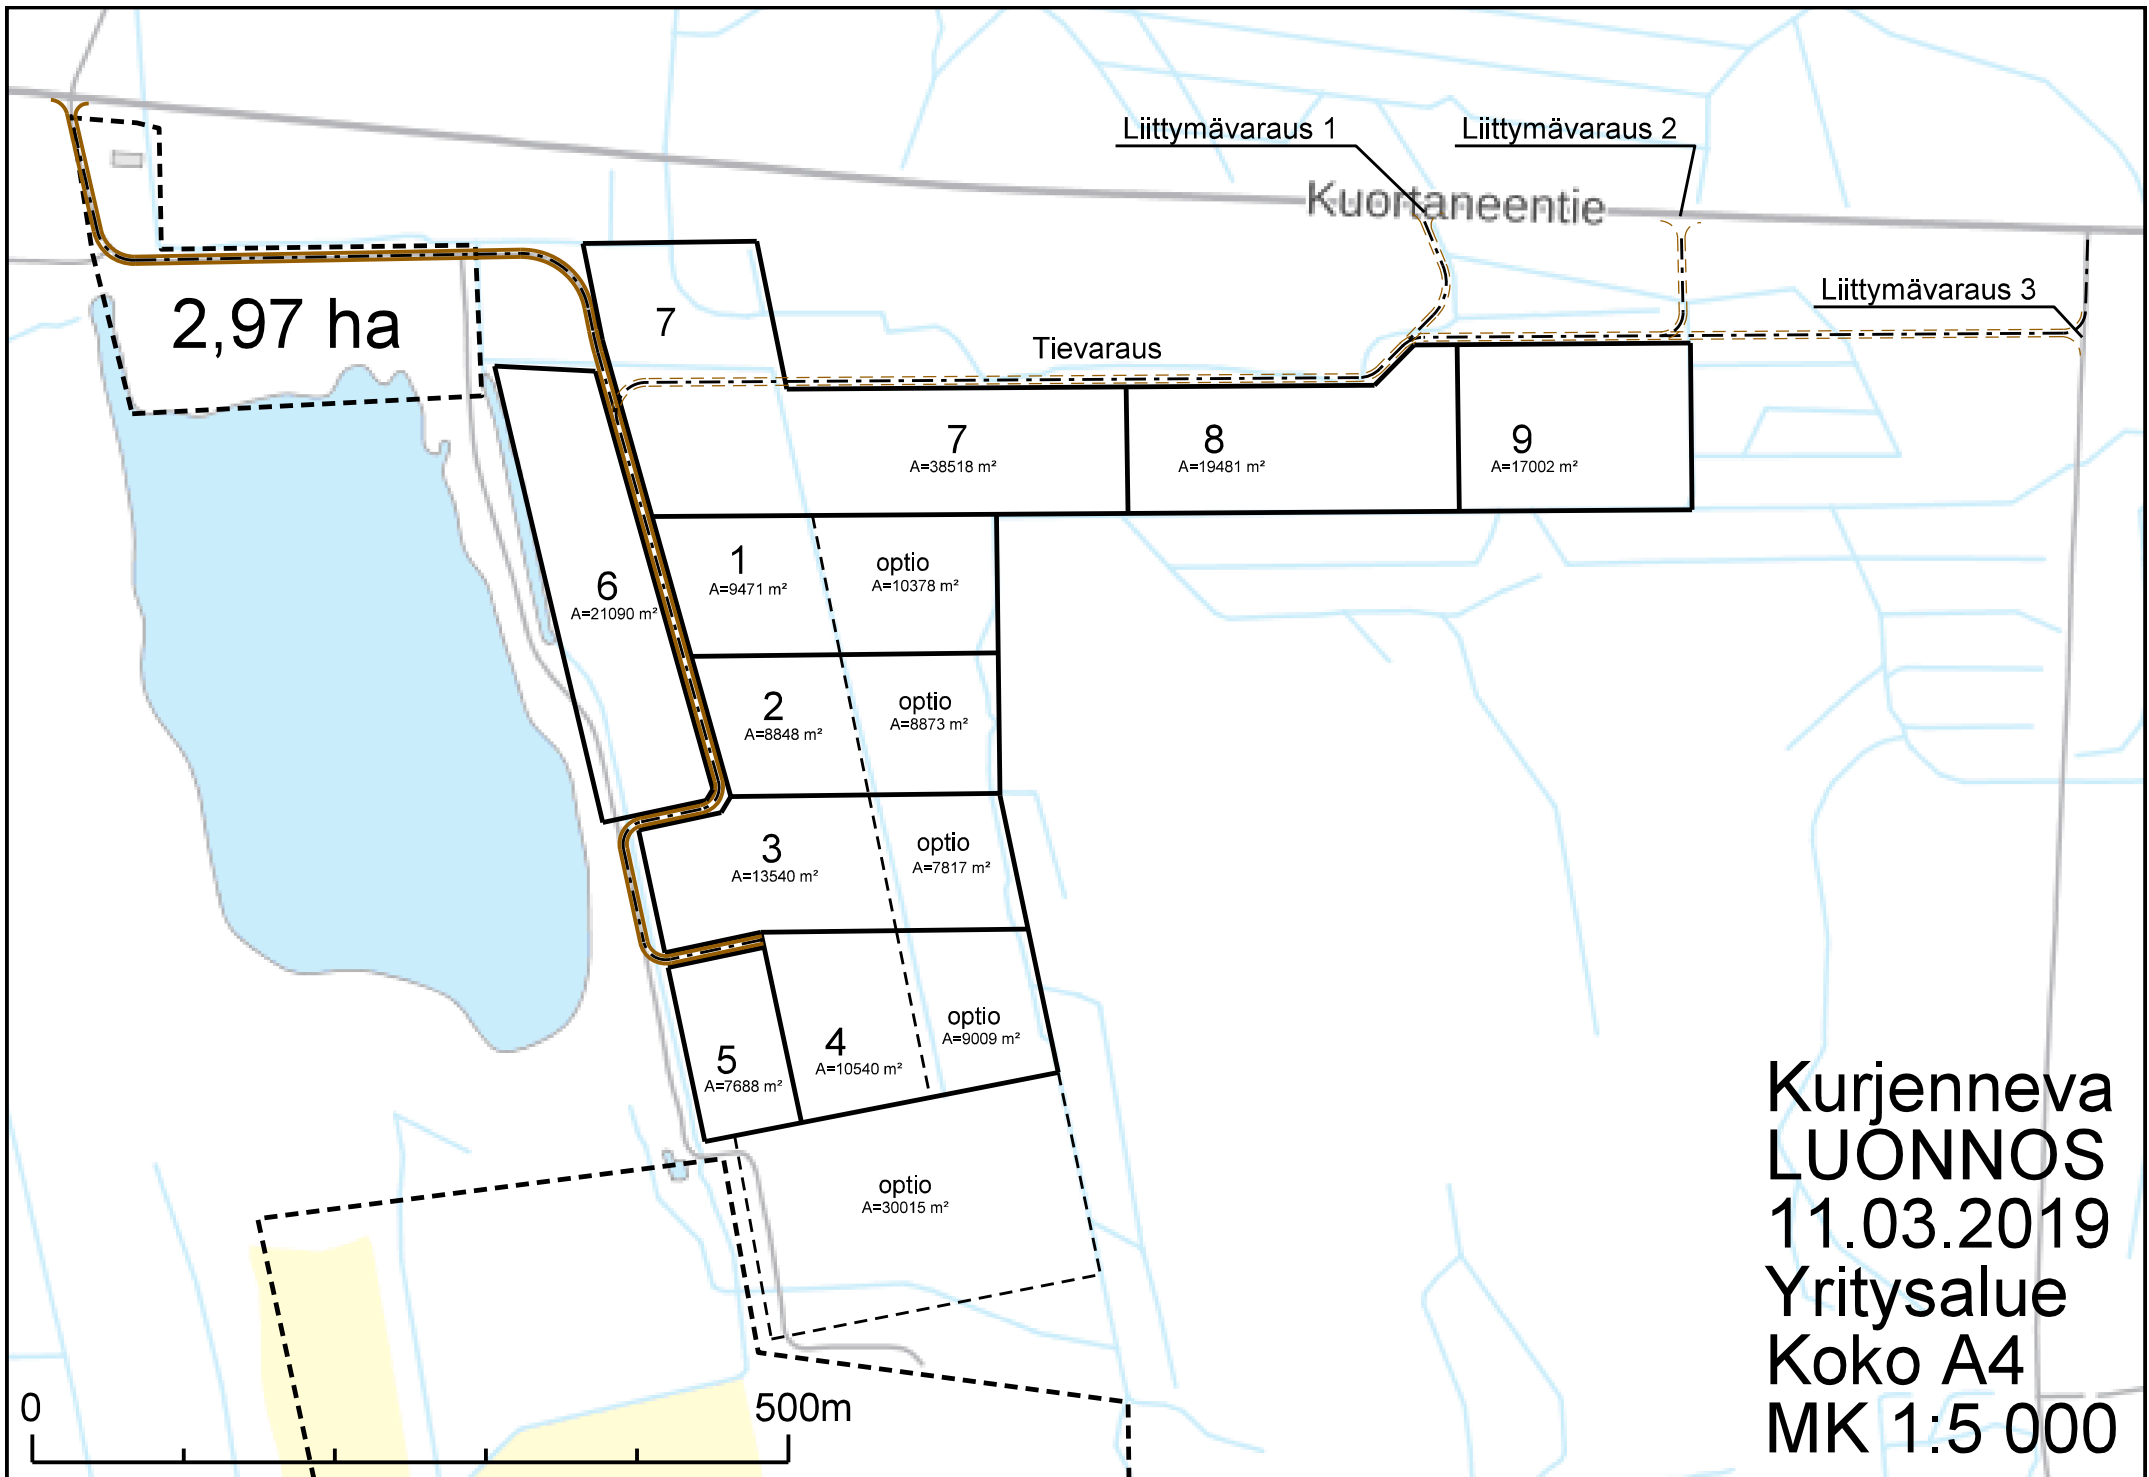 Liittymävaraus 1
Liittymävaraus 2
Kuortaneentie
Liittymävaraus 3
2,97 ha
7
Tievaraus
7
A=38518 m²
8
A=19481 m²
9
A=17002 m²
1
A=9471 m²
optio
A=10378 m²
6
A=21090 m²
2
A=8848 m²
optio
A=8873 m²
3
A=13540 m²
optio
A=7817 m²
5
A=7688 m²
4
A=10540 m²
optio
A=9009 m²
optio
A=30015 m²
Kurjenneva
LUONNOS
11.03.2019
Yritysalue
Koko A4
MK 1:5 000
0
500m